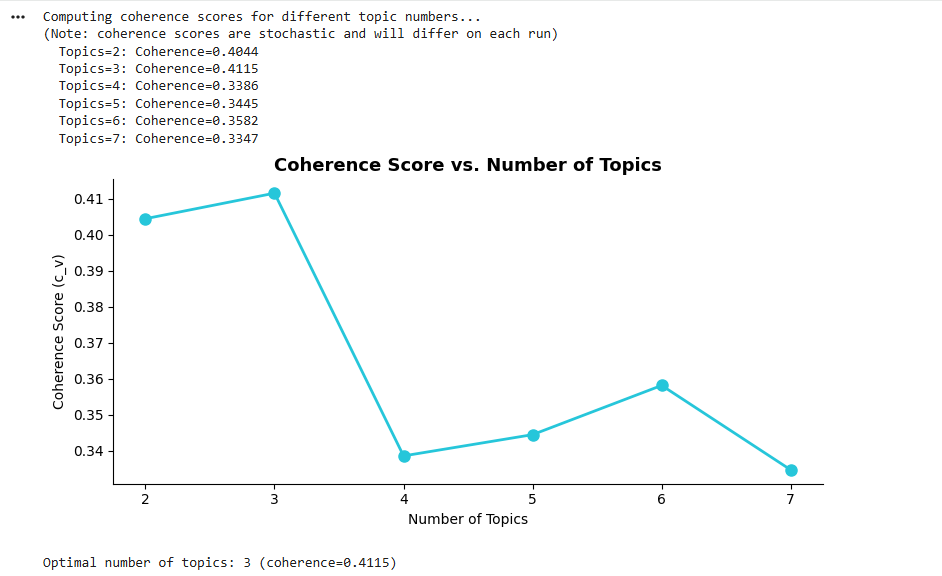 Computing coherence scores for different topic numbers...
(Note: coherence scores are stochastic and will differ on each run)
Topics=2: Coherence=0.4044
Topics=3: Coherence=0.4115
Topics=4: Coherence=0.3386
Topics=5: Coherence=0.3445
Topics=6: Coherence=0.3582
Topics=7: Coherence=0.3347
Coherence Score vs. Number of Topics
Coherence Score (c_v)
0.41
0.40
0.39
0.38
0.37
0.36
0.35
0.34
2 3 4 5 6 7
Number of Topics
Optimal number of topics: 3 (coherence=0.4115)